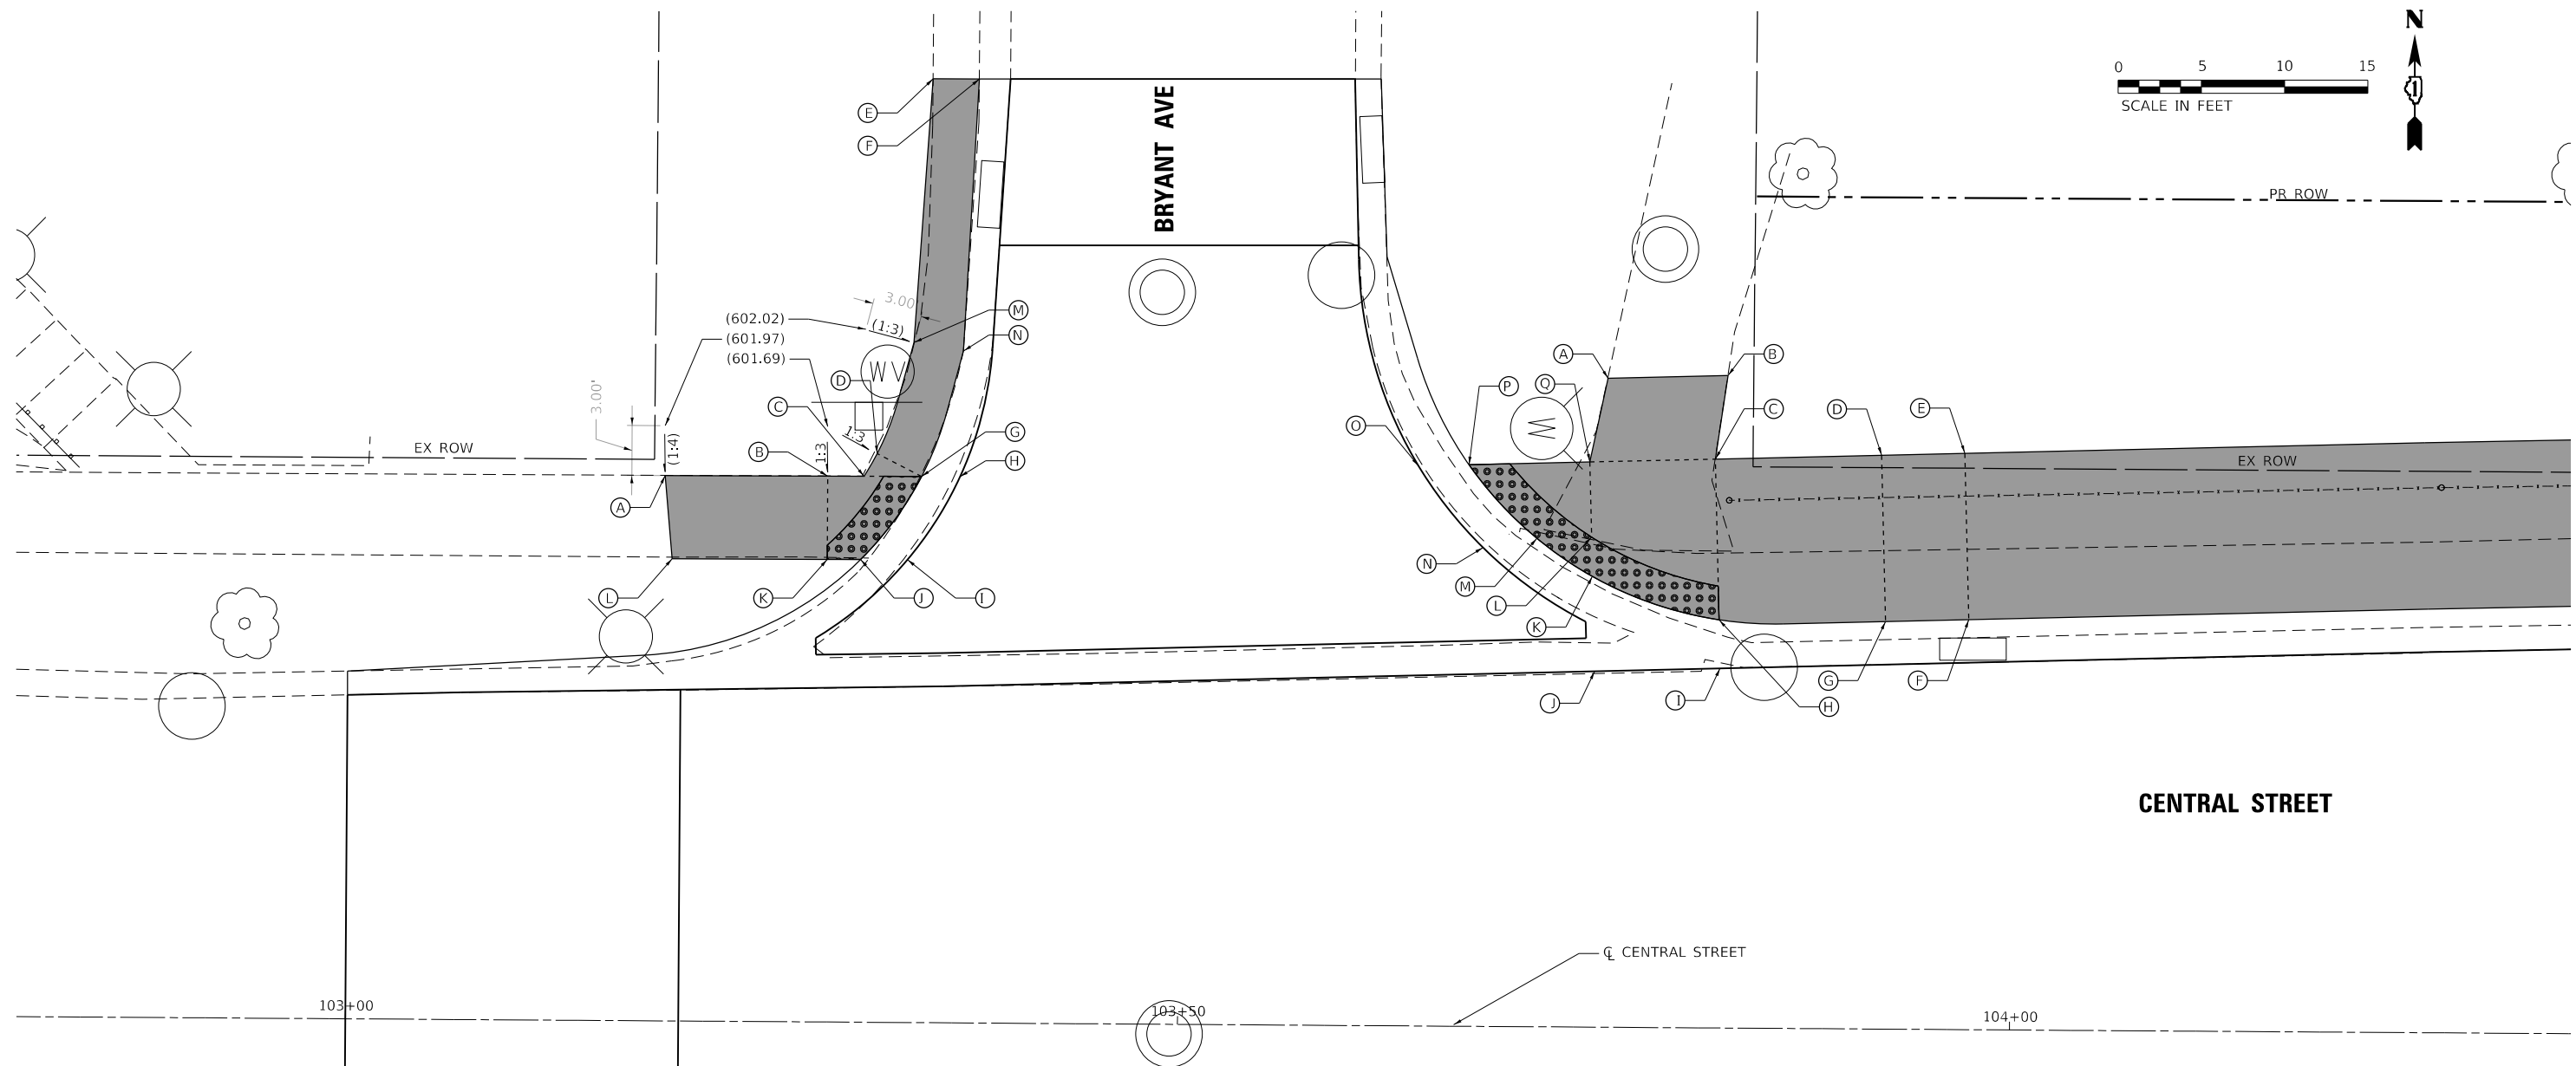 N
0 5 10 15
SCALE IN FEET
1
BRYANT AVE
E
F
PR ROW
3.00'
(1:3)
(602.02)
(601.97)
(601.69)
M
N
WV
D
C
3.00'
EX ROW
(1:4)
1:3
1:3
B
A
G
H
L
K
J
I
A
B
P
Q
C
D
E
W
O
EX ROW
N
M
L
K
J
I
G
F
H
CENTRAL STREET
℄ CENTRAL STREET
103+00
103+50
104+00